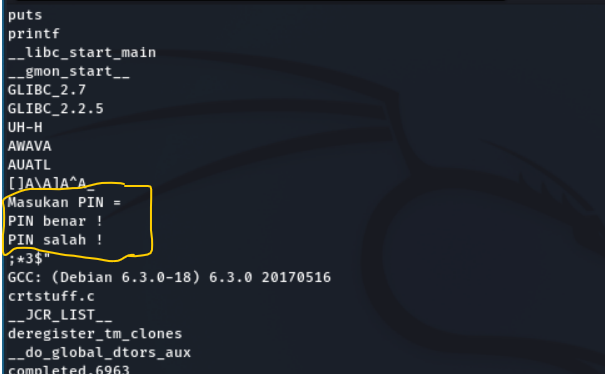 puts
printf
__libc_start_main
__gmon_start__
GLIBC_2.7
GLIBC_2.2.5
UH-H
AWAVA
AUATL
[]A\A]A^A_
Masukan PIN =
PIN benar !
PIN salah !
;*3$"
GCC: (Debian 6.3.0-18) 6.3.0 20170516
crtstuff.c
__JCR_LIST__
deregister_tm_clones
__do_global_dtors_aux
completed.6963